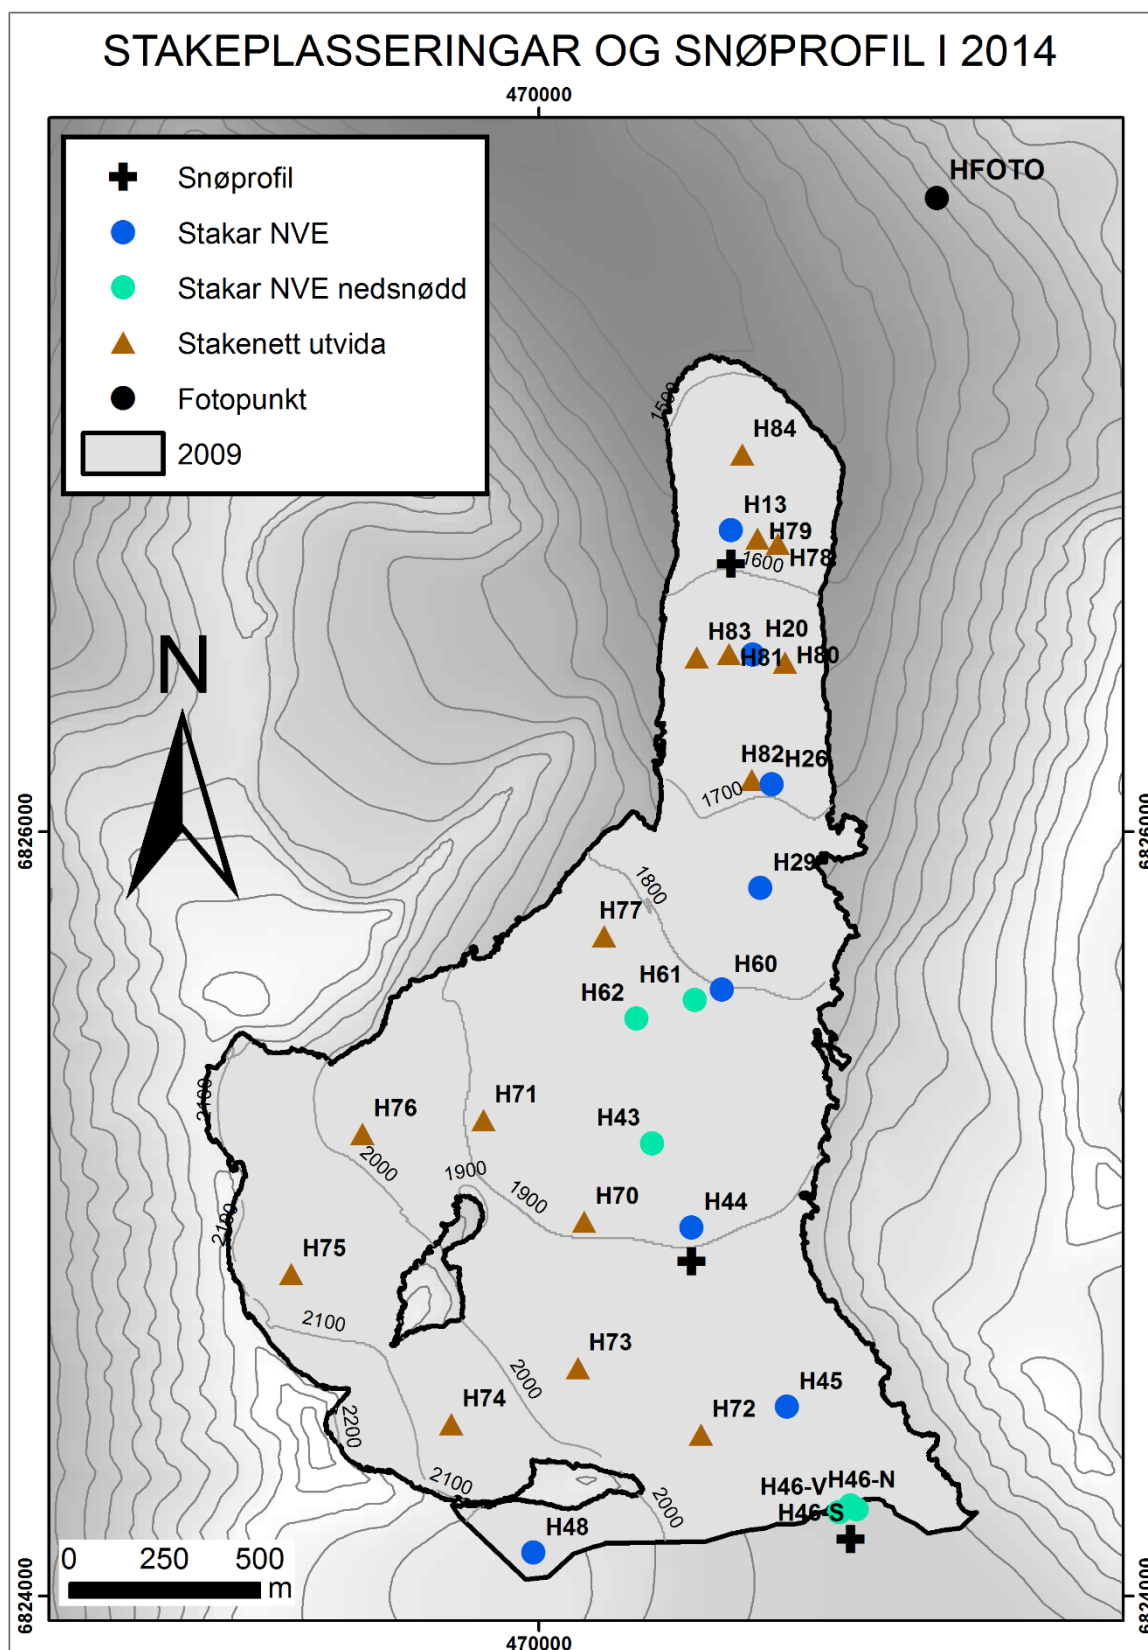 STAKEPLASSERINGAR OG SNØPROFIL I 2014
470000
Snøprofil
Stakar NVE
Stakar NVE nedsnødd
Stakenett utvida
Fotopunkt
2009
HFOTO
1500
H84
H13
H79
H78
1600
H83
H20
H81
H80
N
H82
H26
1700
6826000
6826000
H29
1800
H77
H61
H60
H62
2100
H76
H71
H43
2000
1900
1900
H70
H44
2100
H75
2100
H73
2000
H45
H74
H72
2200
2100
2000
H46-V
H46-N
H46-S
H48
0 250 500
m
6824000
6824000
470000